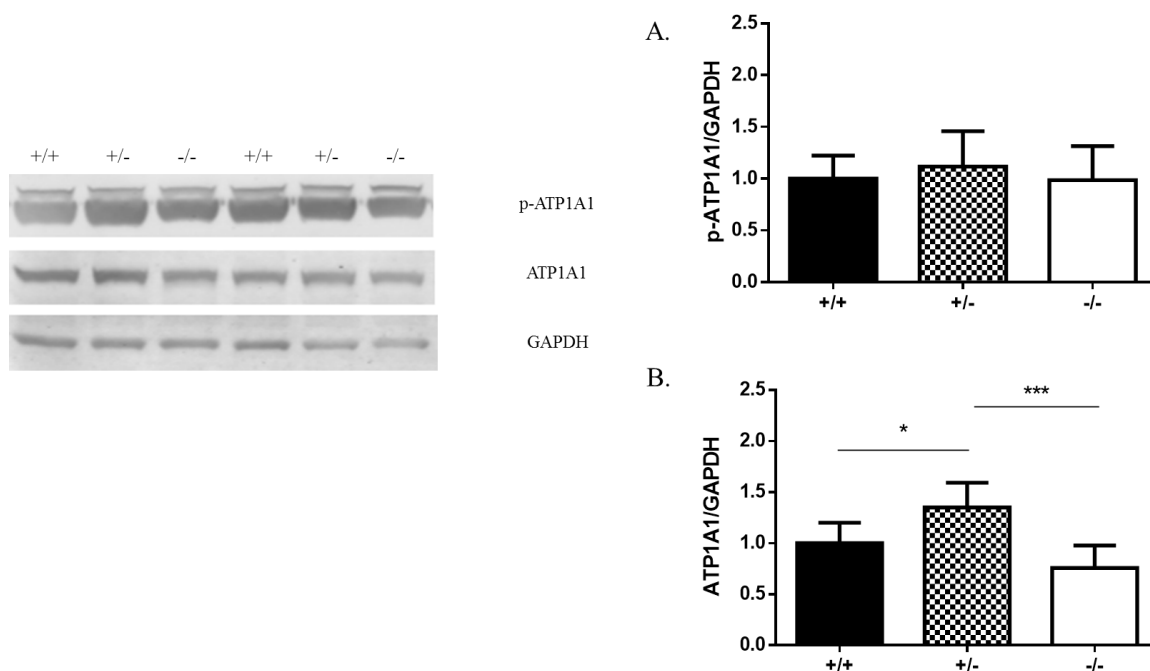 +/+ +/- -/- +/+ +/- -/-
p-ATP1A1
ATP1A1
GAPDH
A.
p-ATP1A1/GAPDH
2.5
2.0
1.5
1.0
0.5
0.0
+/+ +/- -/-
B.
ATP1A1/GAPDH
2.5
2.0
1.5
1.0
0.5
0.0
***
*
+/+ +/- -/-